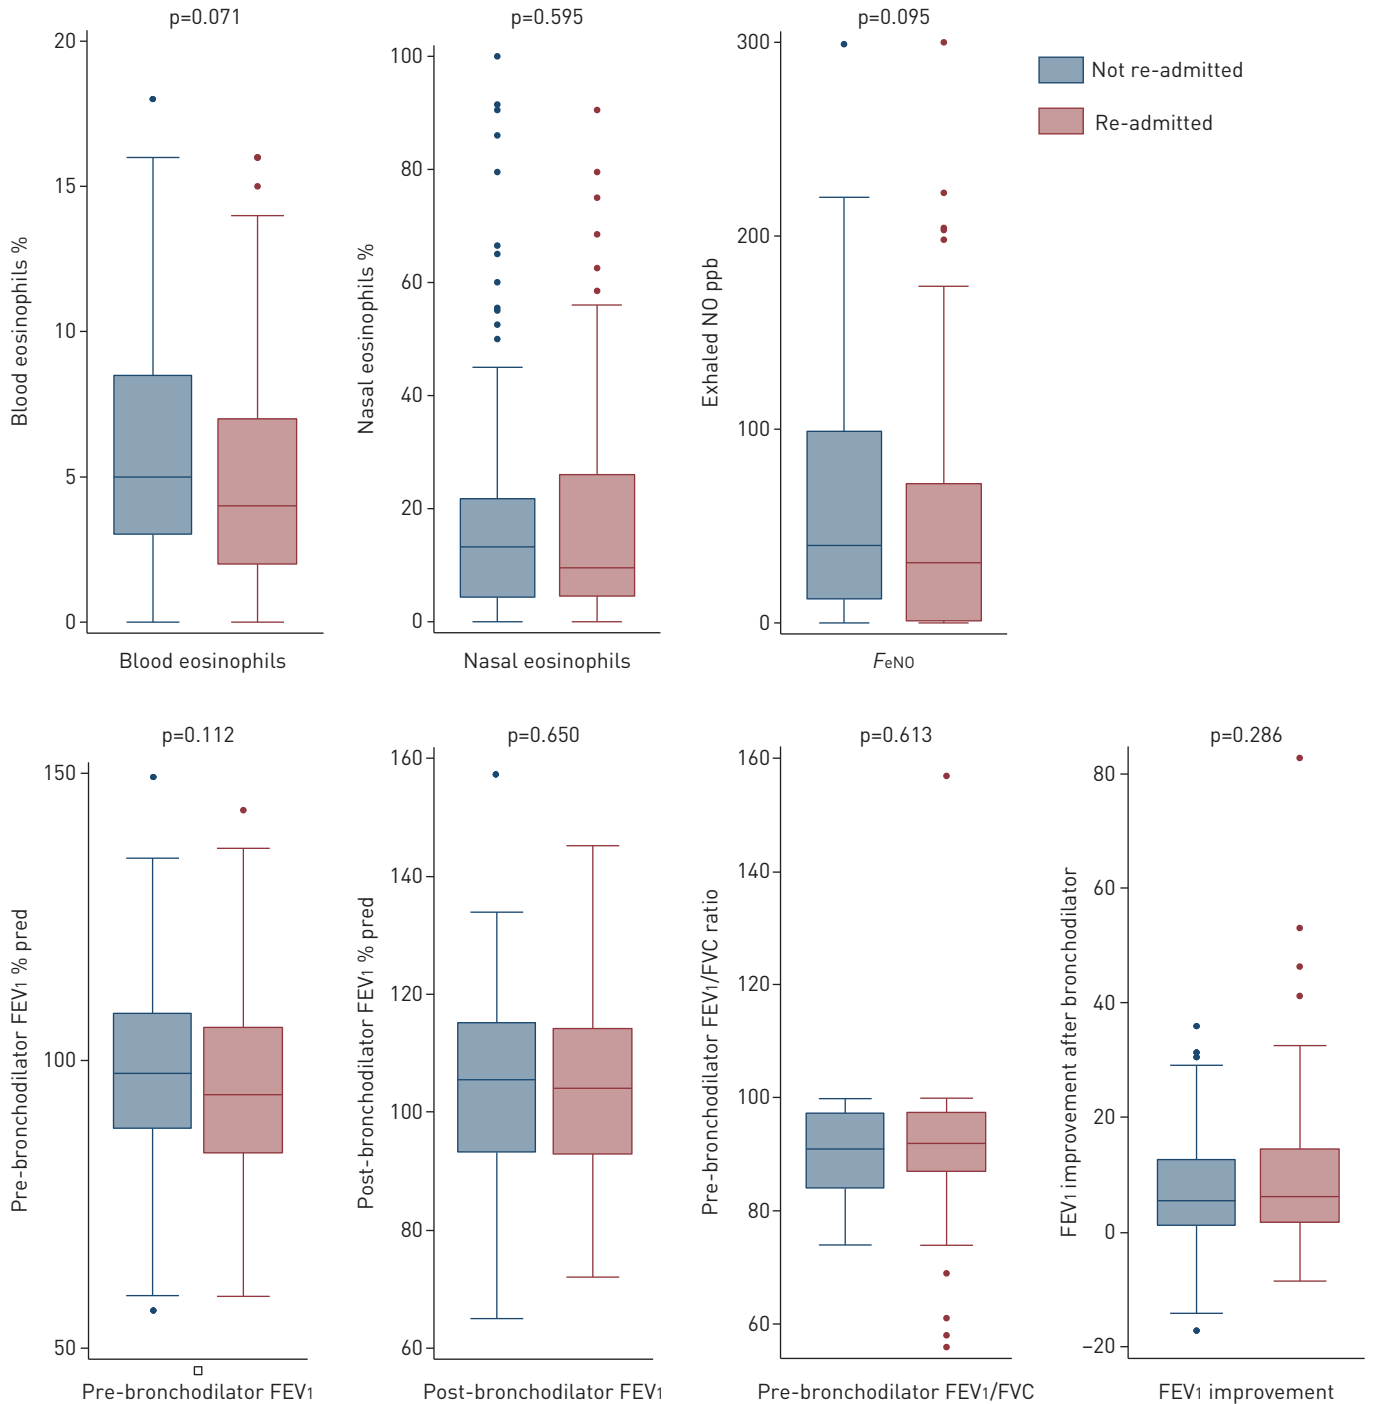 p=0.071
p=0.595
p=0.095
Not re-admitted
Re-admitted
Blood eosinophils %
20
15
10
5
0
Blood eosinophils
Nasal eosinophils %
100
80
60
40
20
0
Nasal eosinophils
Exhaled NO ppb
300
200
100
0
FeNO
p=0.112
p=0.650
p=0.613
p=0.286
Pre-bronchodilator FEV1 % pred
150
100
50
Pre-bronchodilator FEV1
Post-bronchodilator FEV1 % pred
160
140
120
100
80
60
Post-bronchodilator FEV1
Pre-bronchodilator FEV1/FVC ratio
160
140
120
100
80
60
Pre-bronchodilator FEV1/FVC
FEV1 improvement after bronchodilator
80
60
40
20
0
–20
FEV1 improvement